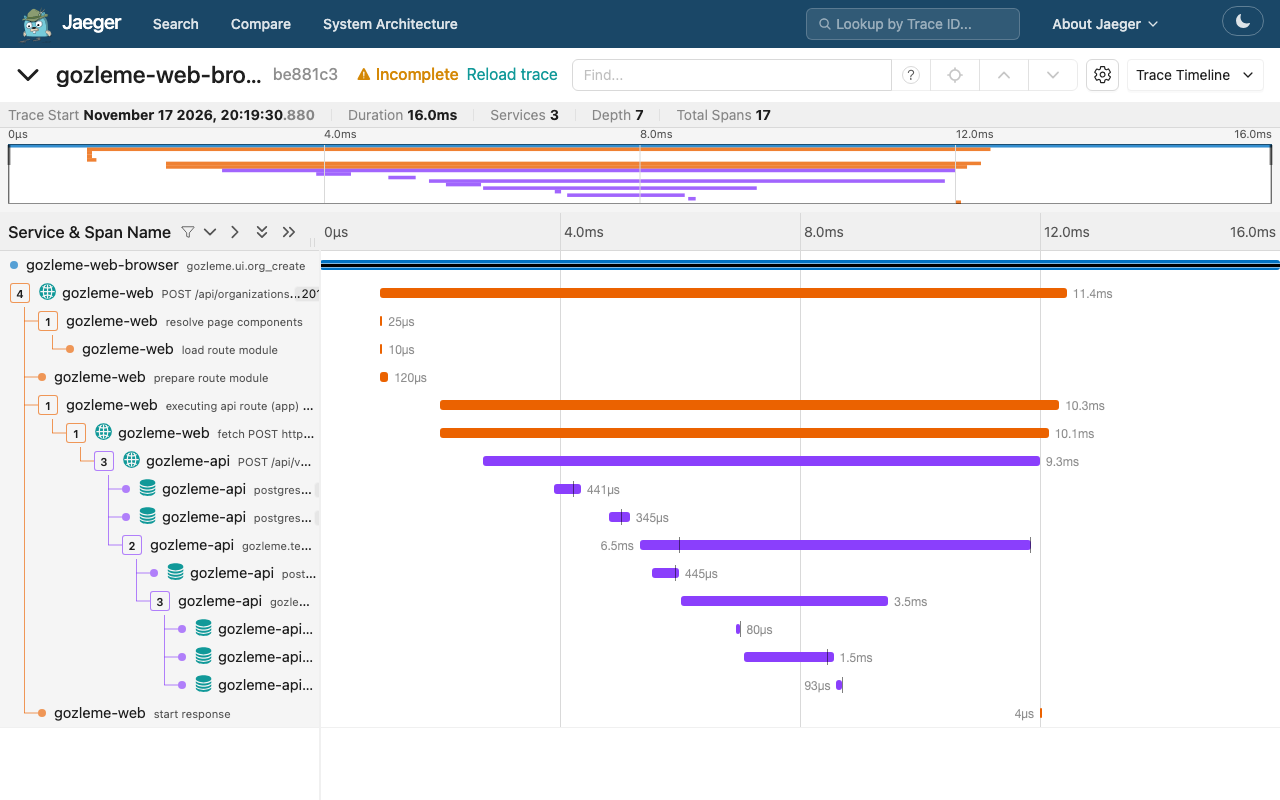 Jaeger Search Compare System Architecture Lookup by Trace ID... About Jaeger
gozleme-web-bro... be881c3 Incomplete Reload trace Find... ? Trace Timeline
Trace Start November 17 2026, 20:19:30.880 Duration 16.0ms Services 3 Depth 7 Total Spans 17
0μs 4.0ms 8.0ms 12.0ms 16.0ms
Service & Span Name 0μs 4.0ms 8.0ms 12.0ms 16.0ms
gozleme-web-browser gozleme.ui.org_create
4 gozleme-web POST /api/organizations... 11.4ms
1 gozleme-web resolve page components 25μs
gozleme-web load route module 10μs
gozleme-web prepare route module 120μs
1 gozleme-web executing api route (app) ... 10.3ms
1 gozleme-web fetch POST http... 10.1ms
3 gozleme-api POST /api/v... 9.3ms
gozleme-api postgres... 441μs
gozleme-api postgres... 345μs
2 gozleme-api gozleme.te... 6.5ms
gozleme-api post... 445μs
3 gozleme-api gozle... 3.5ms
gozleme-api... 80μs
gozleme-api... 1.5ms
gozleme-api... 93μs
gozleme-web start response 4μs